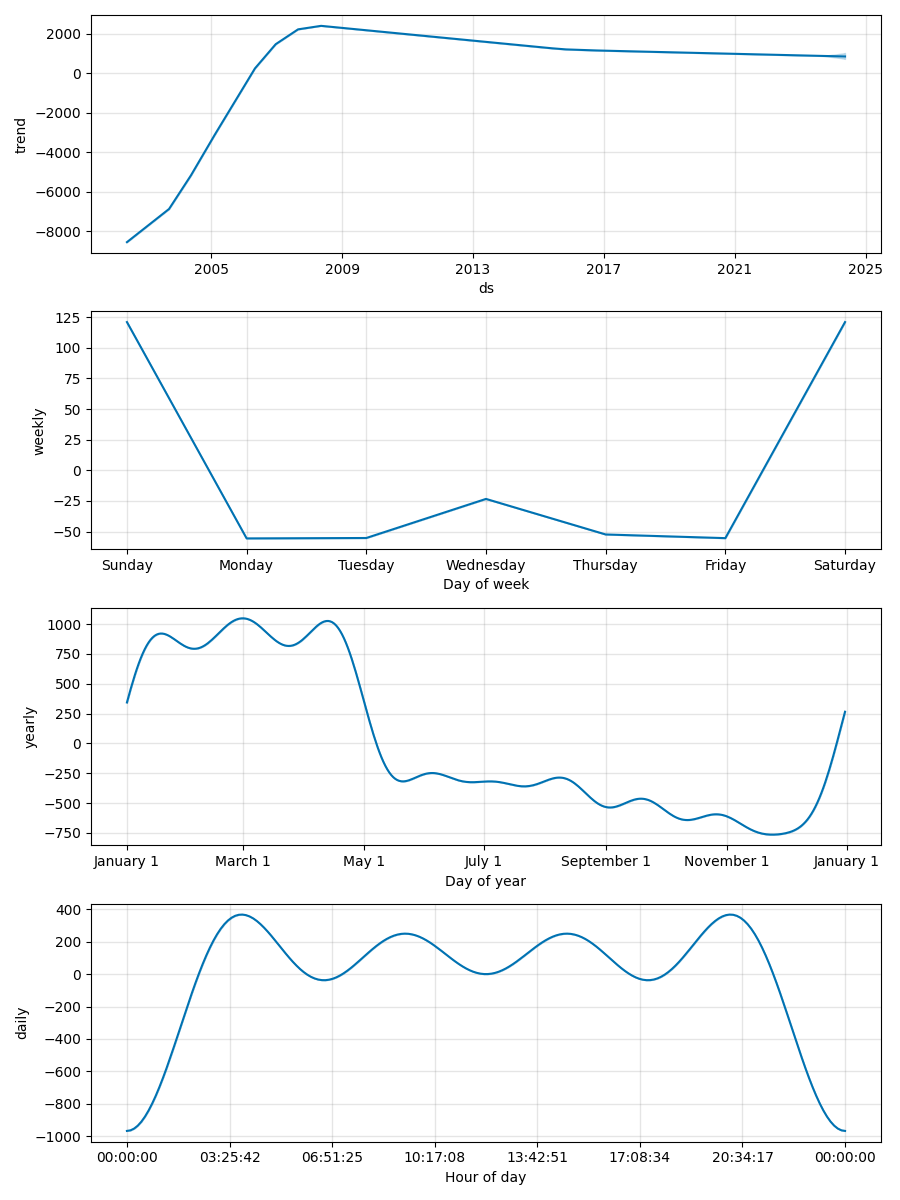 2000
0
−2000
−4000
−6000
−8000
trend
2005 2009 2013 2017 2021 2025
ds
125
100
75
50
25
0
−25
−50
weekly
Sunday Monday Tuesday Wednesday Thursday Friday Saturday
Day of week
1000
750
500
250
0
−250
−500
−750
yearly
January 1 March 1 May 1 July 1 September 1 November 1 January 1
Day of year
400
200
0
−200
−400
−600
−800
−1000
daily
00:00:00 03:25:42 06:51:25 10:17:08 13:42:51 17:08:34 20:34:17 00:00:00
Hour of day